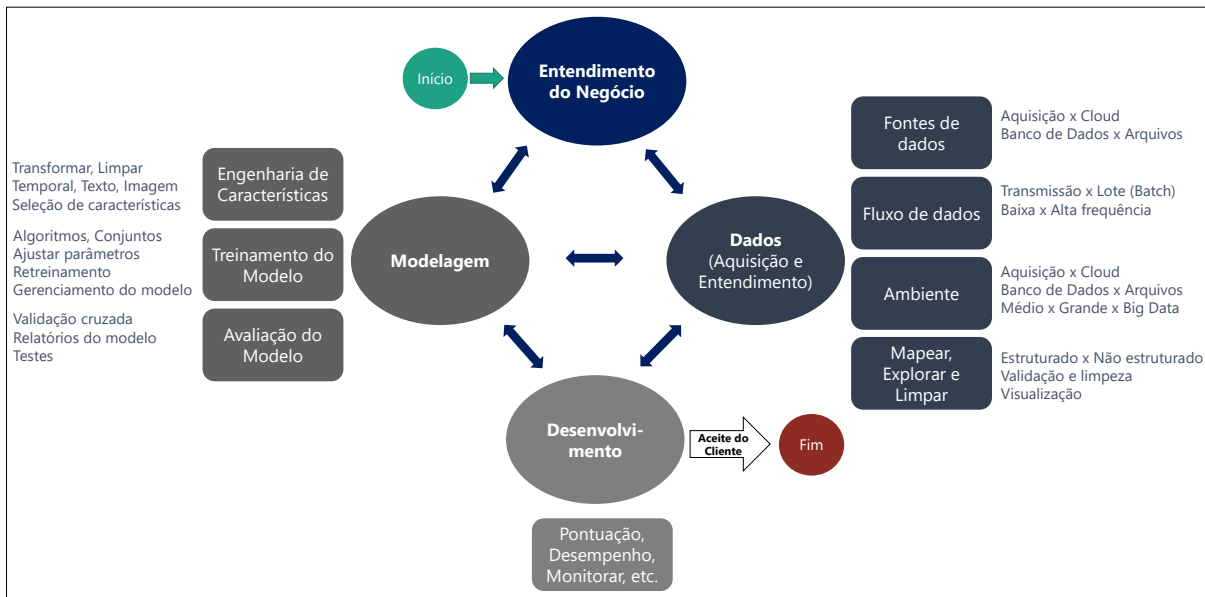 Início
Entendimento
do Negócio
Transformar, Limpar
Temporal, Texto, Imagem
Seleção de características
Engenharia de
Características
Algoritmos, Conjuntos
Ajustar parâmetros
Retreinamento
Gerenciamento do modelo
Treinamento do
Modelo
Validação cruzada
Relatórios do modelo
Testes
Avaliação do
Modelo
Modelagem
Dados
(Aquisição e
Entendimento)
Fontes de
dados
Aquisição x Cloud
Banco de Dados x Arquivos
Fluxo de dados
Transmissão x Lote (Batch)
Baixa x Alta frequência
Ambiente
Aquisição x Cloud
Banco de Dados x Arquivos
Médio x Grande x Big Data
Mapear,
Explorar e
Limpar
Estruturado x Não estruturado
Validação e limpeza
Visualização
Desenvolvi-
mento
Aceite do
Cliente
Fim
Pontuação,
Desempenho,
Monitorar, etc.